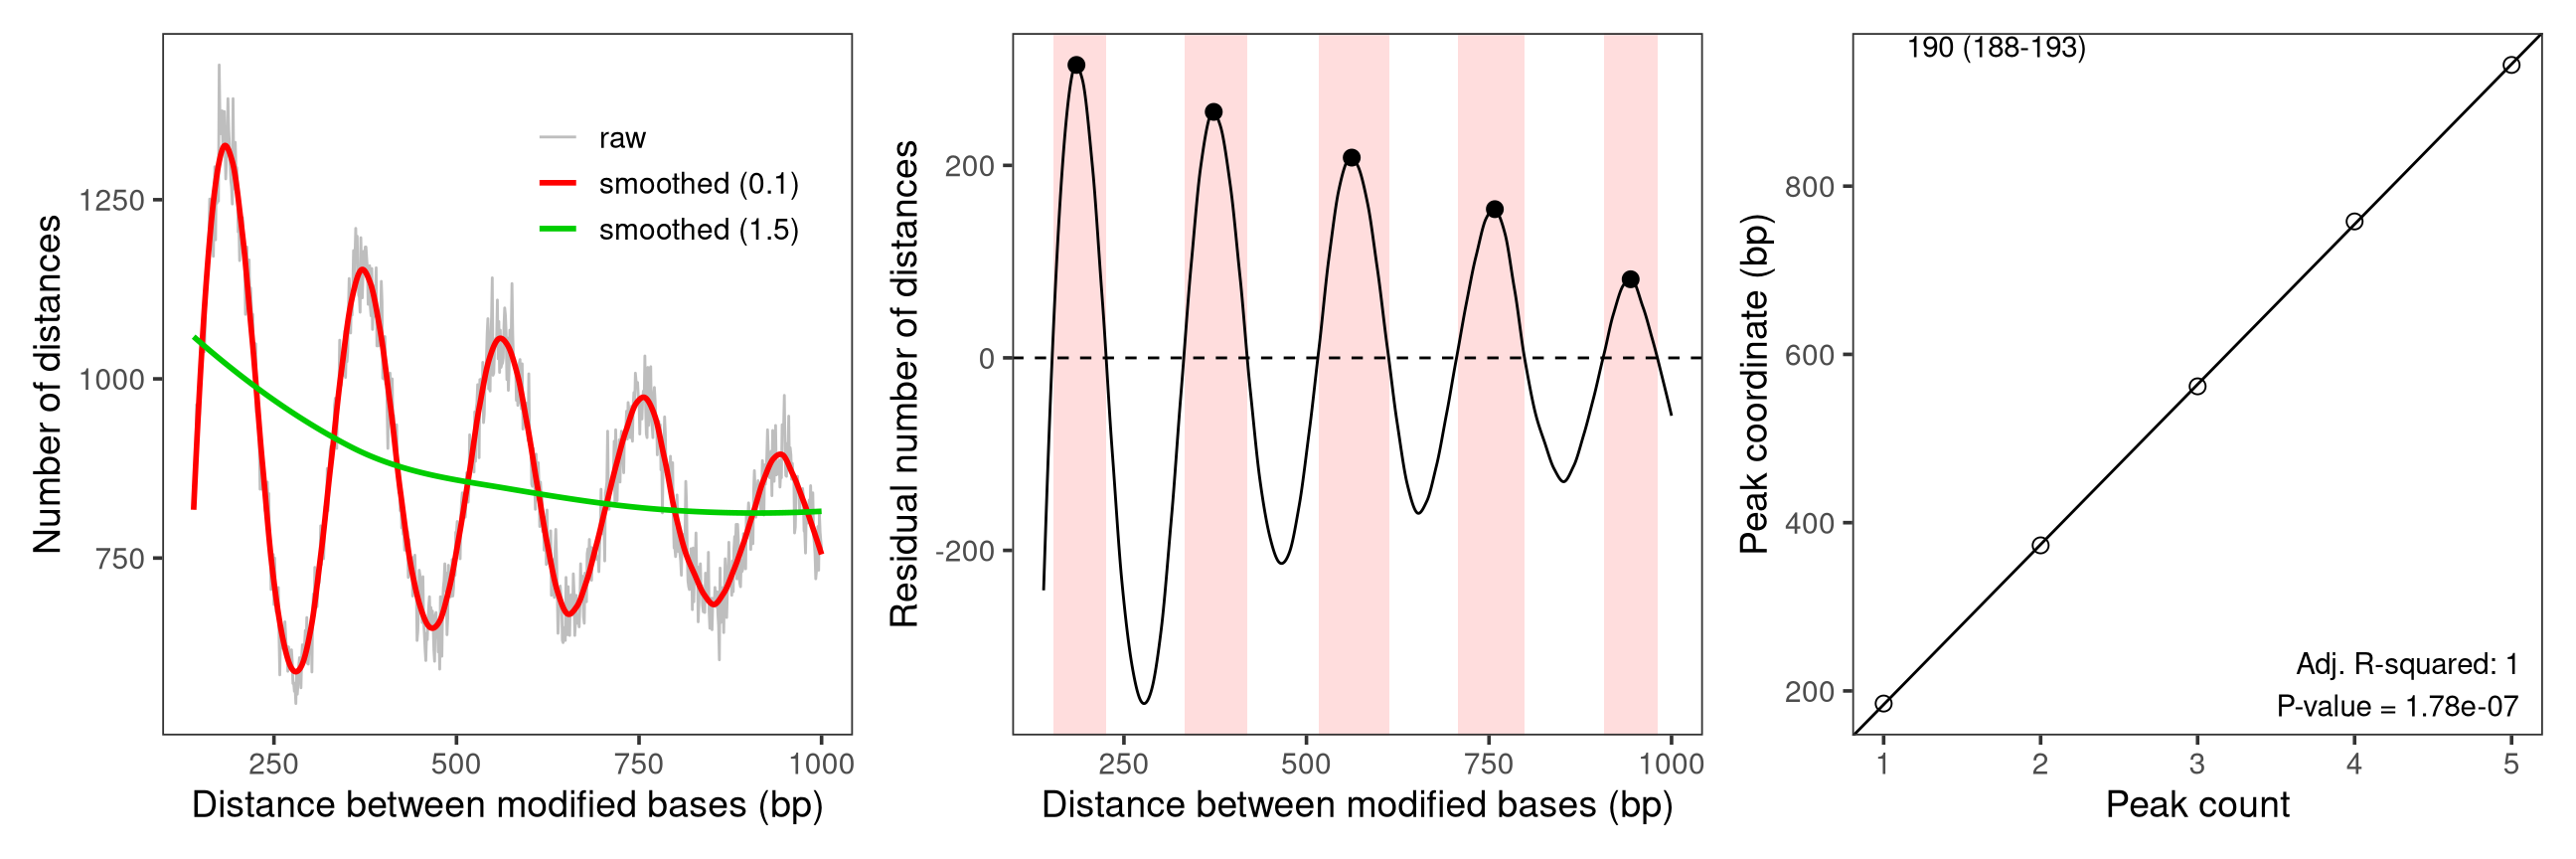 Number of distances
1250
1000
750
raw
smoothed (0.1)
smoothed (1.5)
250 500 750 1000
Distance between modified bases (bp)
Residual number of distances
200
0
-200
250 500 750 1000
Distance between modified bases (bp)
Peak coordinate (bp)
190 (188-193)
800
600
400
200
Adj. R-squared: 1
P-value = 1.78e-07
1 2 3 4 5
Peak count